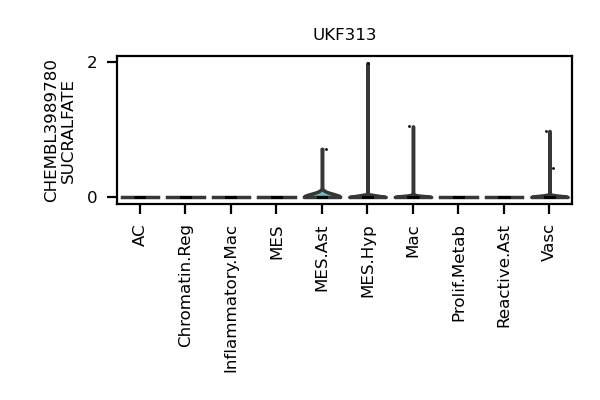 UKF313
CHEMBL3989780
SUCRALFATE
2
0
AC
Chromatin.Reg
Inflammatory.Mac
MES
MES.Ast
MES.Hyp
Mac
Prolif.Metab
Reactive.Ast
Vasc